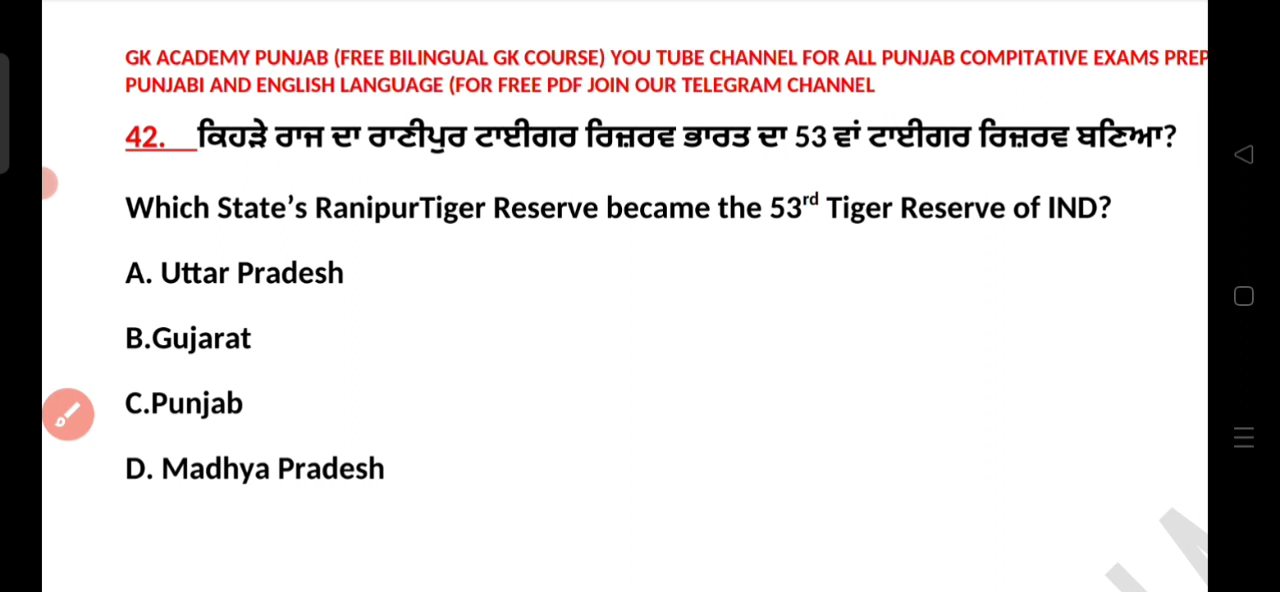 GK ACADEMY PUNJAB (FREE BILINGUAL GK COURSE) YOU TUBE CHANNEL FOR ALL PUNJAB COMPITATIVE EXAMS PREP
PUNJABI AND ENGLISH LANGUAGE (FOR FREE PDF JOIN OUR TELEGRAM CHANNEL
42. ਕਿਹੜੇ ਰਾਜ ਦਾ ਰਾਣੀਪੁਰ ਟਾਈਗਰ ਰਿਜ਼ਰਵ ਭਾਰਤ ਦਾ 53 ਵਾਂ ਟਾਈਗਰ ਰਿਜ਼ਰਵ ਬਣਿਆ?
Which State’s RanipurTiger Reserve became the 53rd Tiger Reserve of IND?
A. Uttar Pradesh
B.Gujarat
C.Punjab
D. Madhya Pradesh